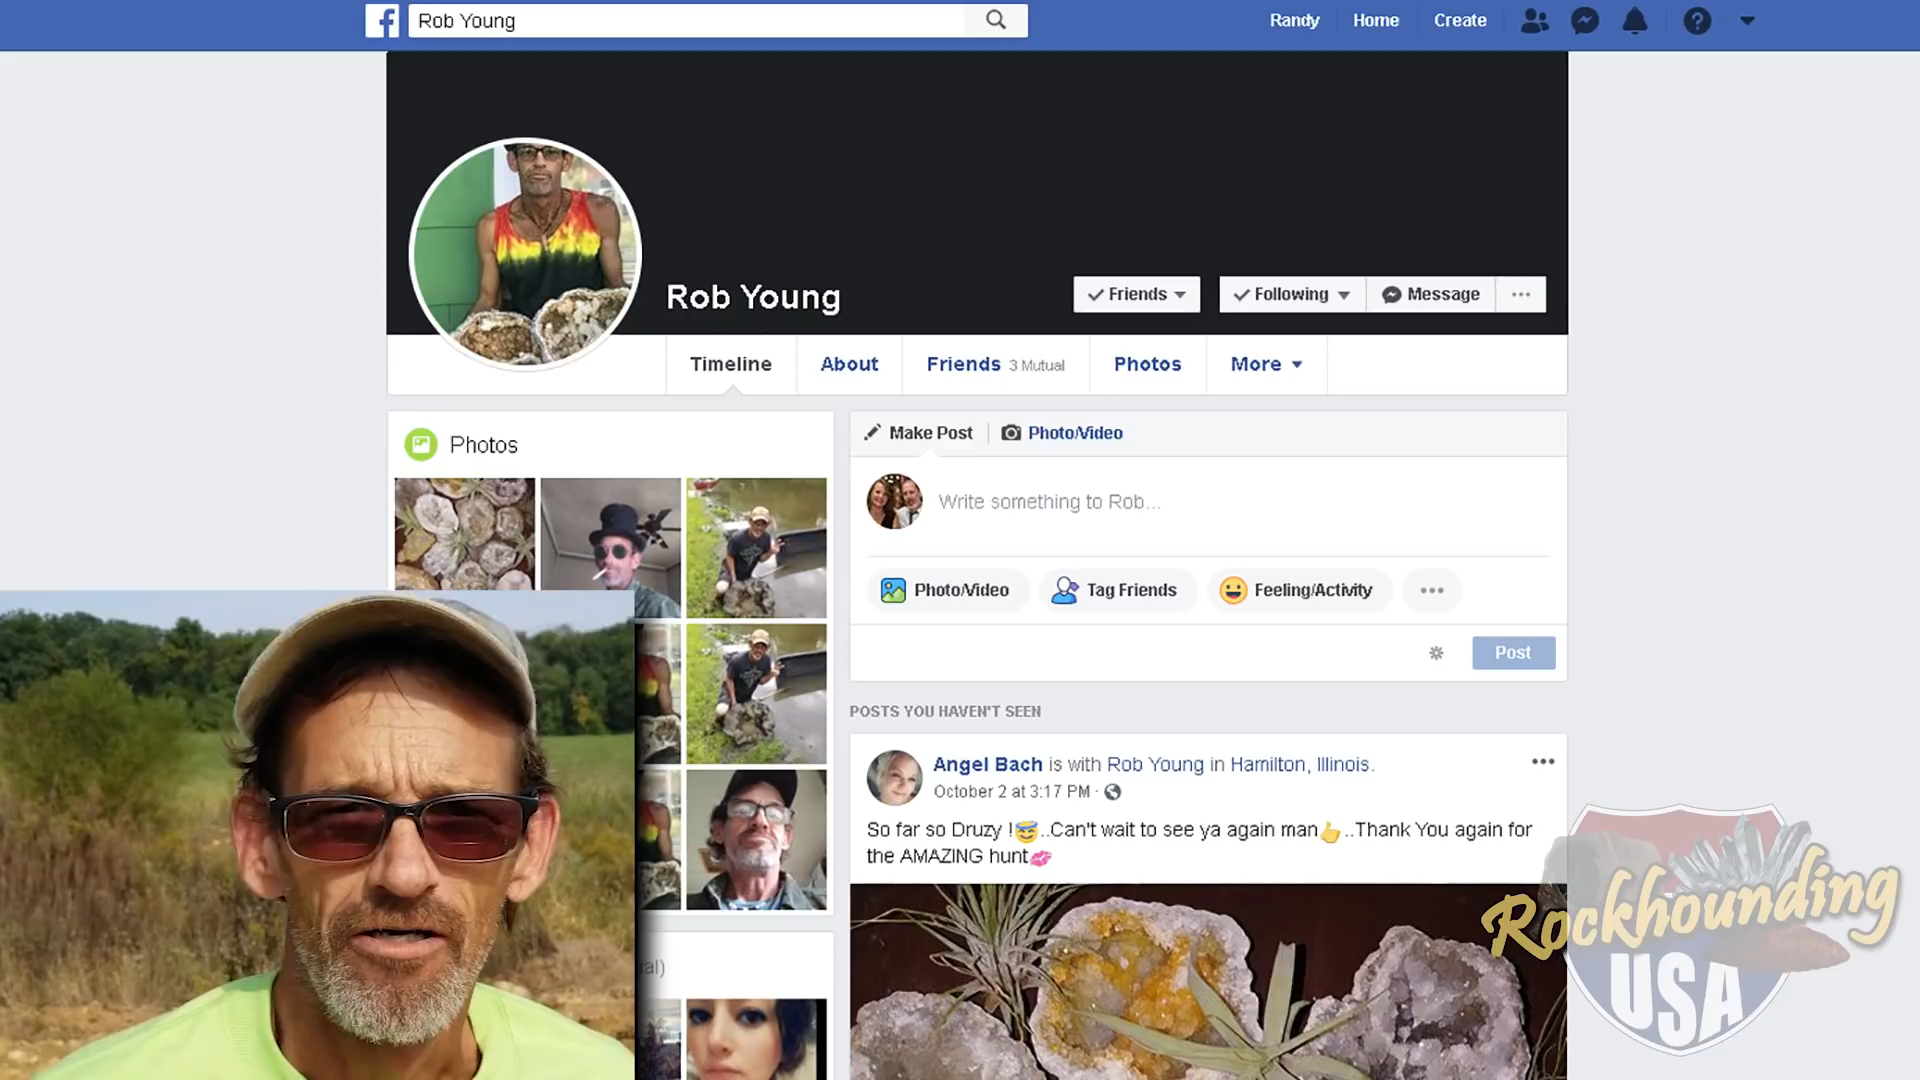 Rob Young
Randy Home Create
Rob Young
Friends Following Message
Timeline About Friends 3 Mutual Photos More
Photos
Make Post Photo/Video
Write something to Rob...
Photo/Video Tag Friends Feeling/Activity
Post
POSTS YOU HAVEN'T SEEN
Angel Bach is with Rob Young in Hamilton, Illinois.
October 2 at 3:17 PM
So far so Druzy !😇..Can't wait to see ya again man👍..Thank You again for
the AMAZING hunt💋
Rockhounding
USA